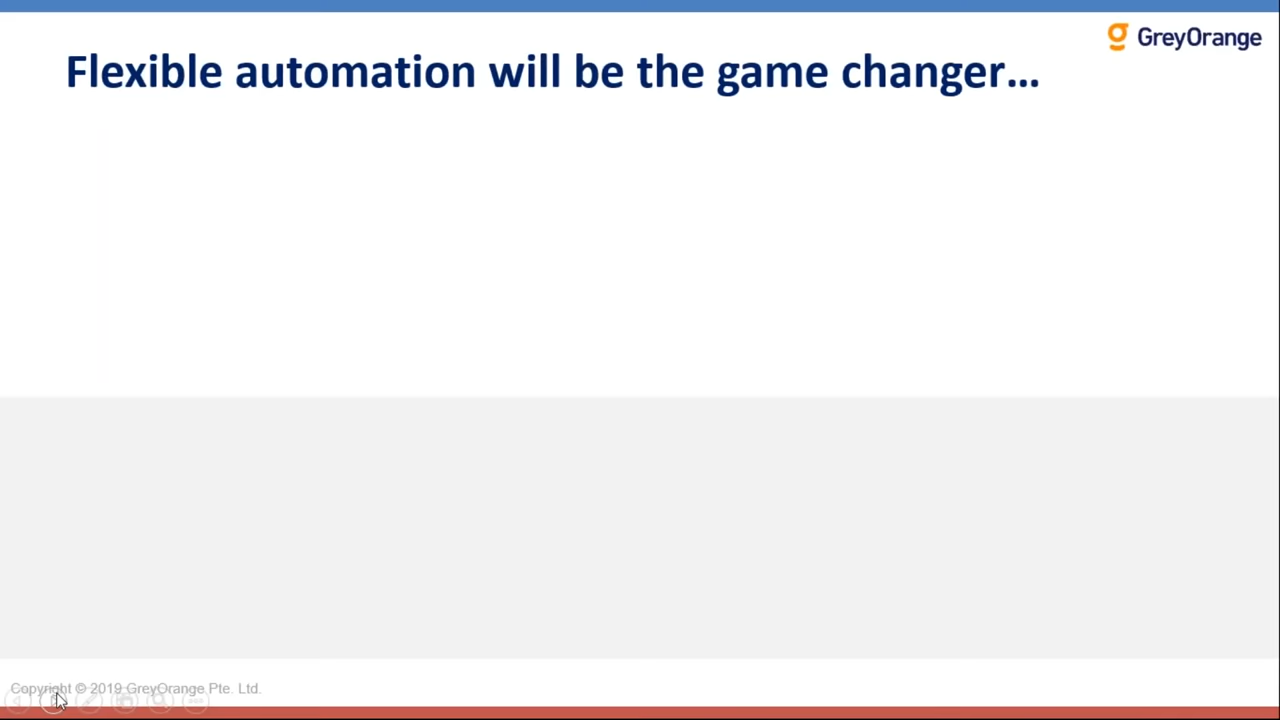 GreyOrange
Flexible automation will be the game changer...
Copyright © 2019 GreyOrange Pte. Ltd.